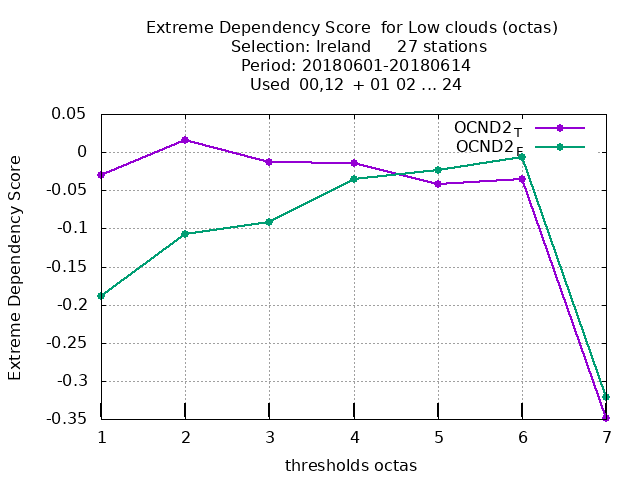 Extreme Dependency Score  for Low clouds (octas)
Selection: Ireland     27 stations
Period: 20180601-20180614
Used  00,12  + 01 02 ... 24
OCND2_T
OCND2_F
Extreme Dependency Score
0.05
0
-0.05
-0.1
-0.15
-0.2
-0.25
-0.3
-0.35
1 2 3 4 5 6 7
thresholds octas